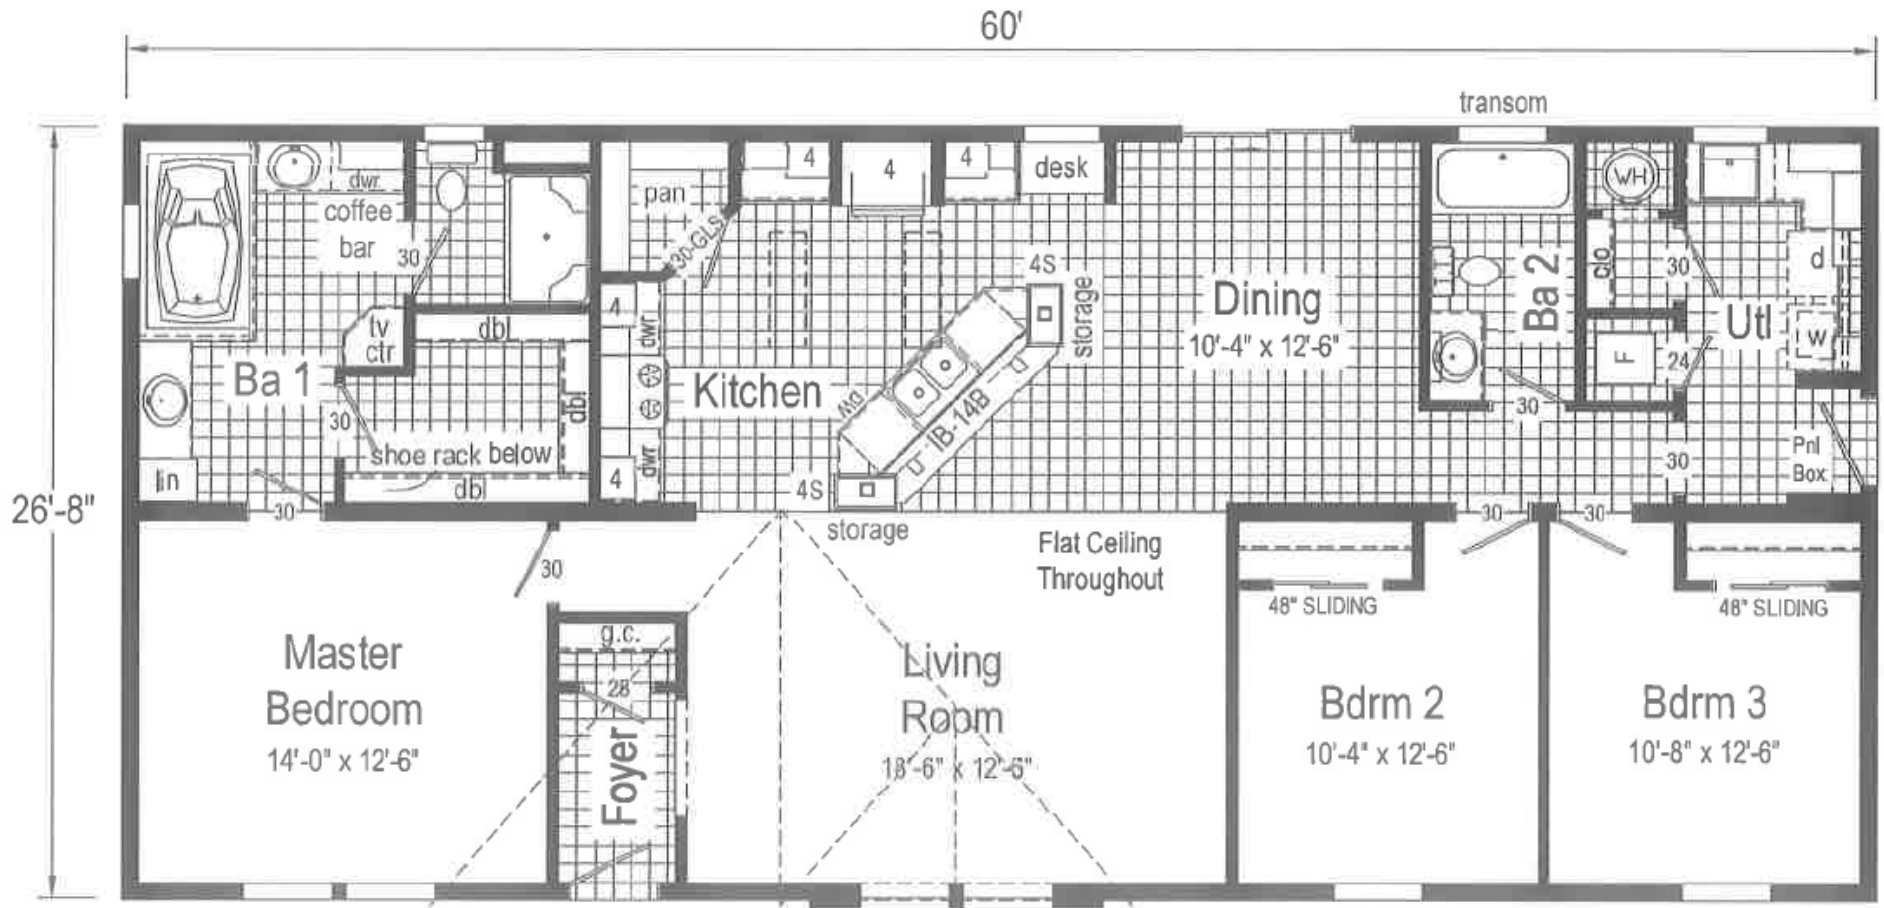 60'
transom
26'-8"
dwr
coffee
bar
30
tv
ctr
Ba 1
30
lin
30
dbl
dbl
shoe rack below
dbl
pan
30-GLS
4
4
4
desk
4
dwr
Kitchen
dwr
4
DW
IB-14B
4S
storage
4S
storage
Dining
10'-4" x 12'-6"
Ba 2
30
WH
clo
30
F
24
Utl
d
w
30
Pnl
Box
30
Master
Bedroom
14'-0" x 12'-6"
g.c.
28
Foyer
Flat Ceiling
Throughout
Living
Room
18'-6" x 12'-6"
30
30
48" SLIDING
48" SLIDING
Bdrm 2
10'-4" x 12'-6"
Bdrm 3
10'-8" x 12'-6"